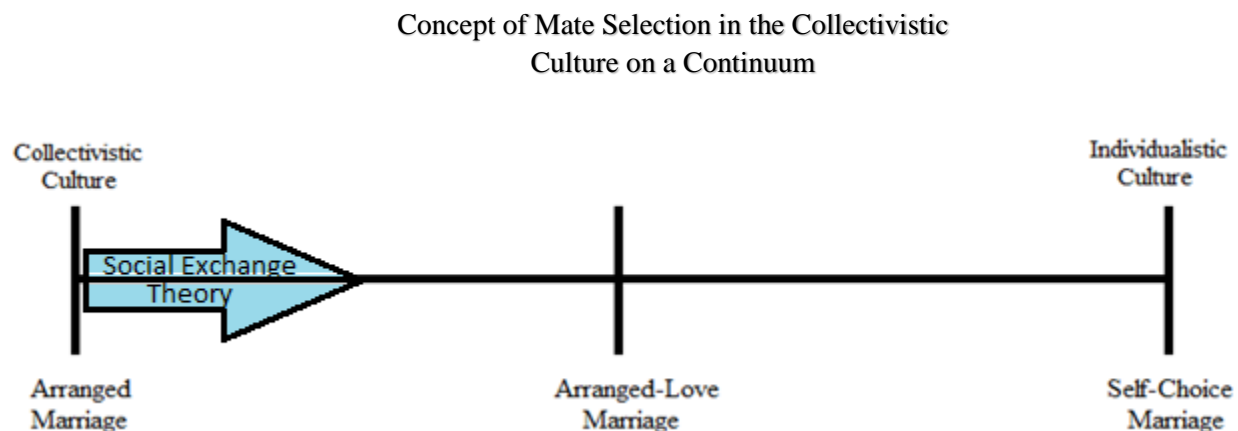 Concept of Mate Selection in the Collectivistic
Culture on a Continuum
Collectivistic
Culture
Individualistic
Culture
Social Exchange
Theory
Arranged
Marriage
Arranged-Love
Marriage
Self-Choice
Marriage